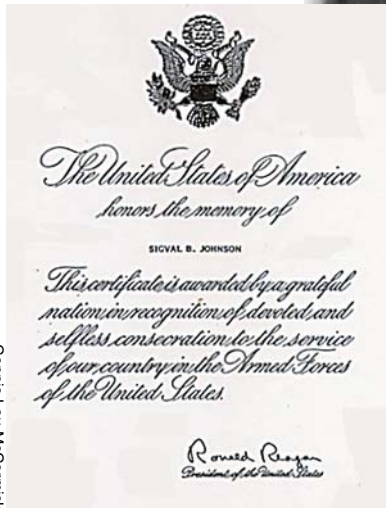 The United States of America
honors the memory of
SIGVAL B. JOHNSON
This certificate is awarded by a grateful
nation in recognition of devoted and
selfless consecration to the service
of our country in the Armed Forces
of the United States.
Ronald Reagan
President of the United States